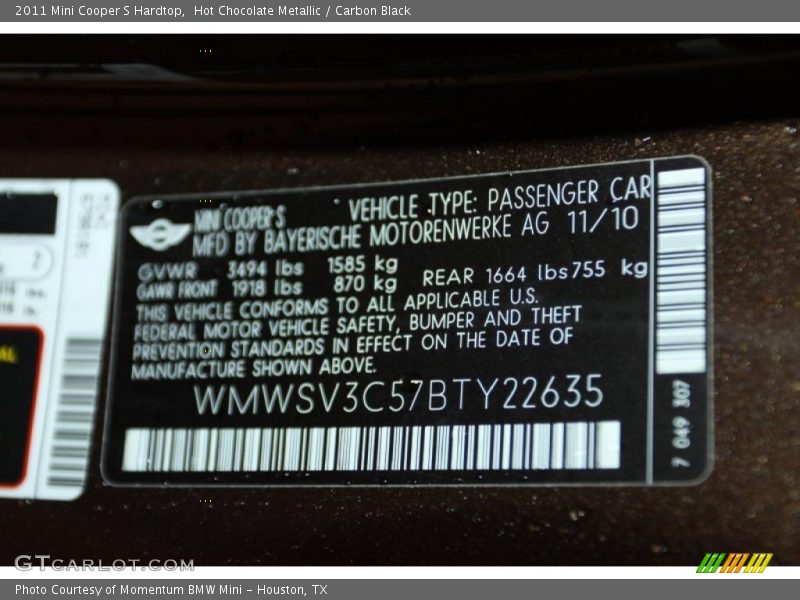 2011 Mini Cooper S Hardtop,  Hot Chocolate Metallic / Carbon Black
MINI COOPER S VEHICLE TYPE: PASSENGER CAR
MFD BY BAYERISCHE MOTORENWERKE AG 11/10
GVWR 3494 lbs 1585 kg
GAWR FRONT 1918 lbs 870 kg REAR 1664 lbs 755 kg
THIS VEHICLE CONFORMS TO ALL APPLICABLE U.S.
FEDERAL MOTOR VEHICLE SAFETY, BUMPER AND THEFT
PREVENTION STANDARDS IN EFFECT ON THE DATE OF
MANUFACTURE SHOWN ABOVE.
WMWSV3C57BTY22635
7 049 307
GTCARLOT.COM
Photo Courtesy of Momentum BMW Mini - Houston, TX